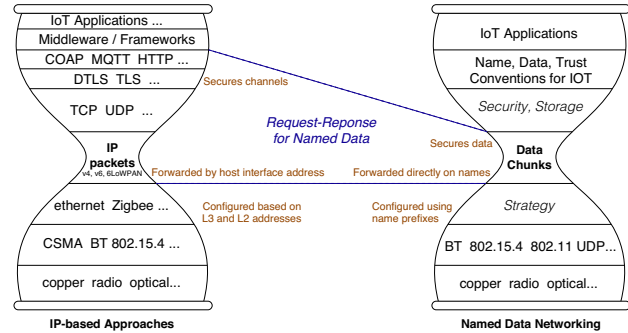 IoT Applications ...
Middleware / Frameworks
COAP MQTT HTTP ...
DTLS TLS ...
TCP UDP ...
IP
packets
v4, v6, 6LoWPAN
ethernet Zigbee ...
CSMA BT 802.15.4 ...
copper radio optical...
IP-based Approaches
Secures channels
Request-Reponse
for Named Data
Secures data
Forwarded by host interface address
Forwarded directly on names
Configured based on
L3 and L2 addresses
Configured using
name prefixes
IoT Applications
Name, Data, Trust
Conventions for IOT
Security, Storage
Data
Chunks
Strategy
BT 802.15.4 802.11 UDP...
copper radio optical...
Named Data Networking